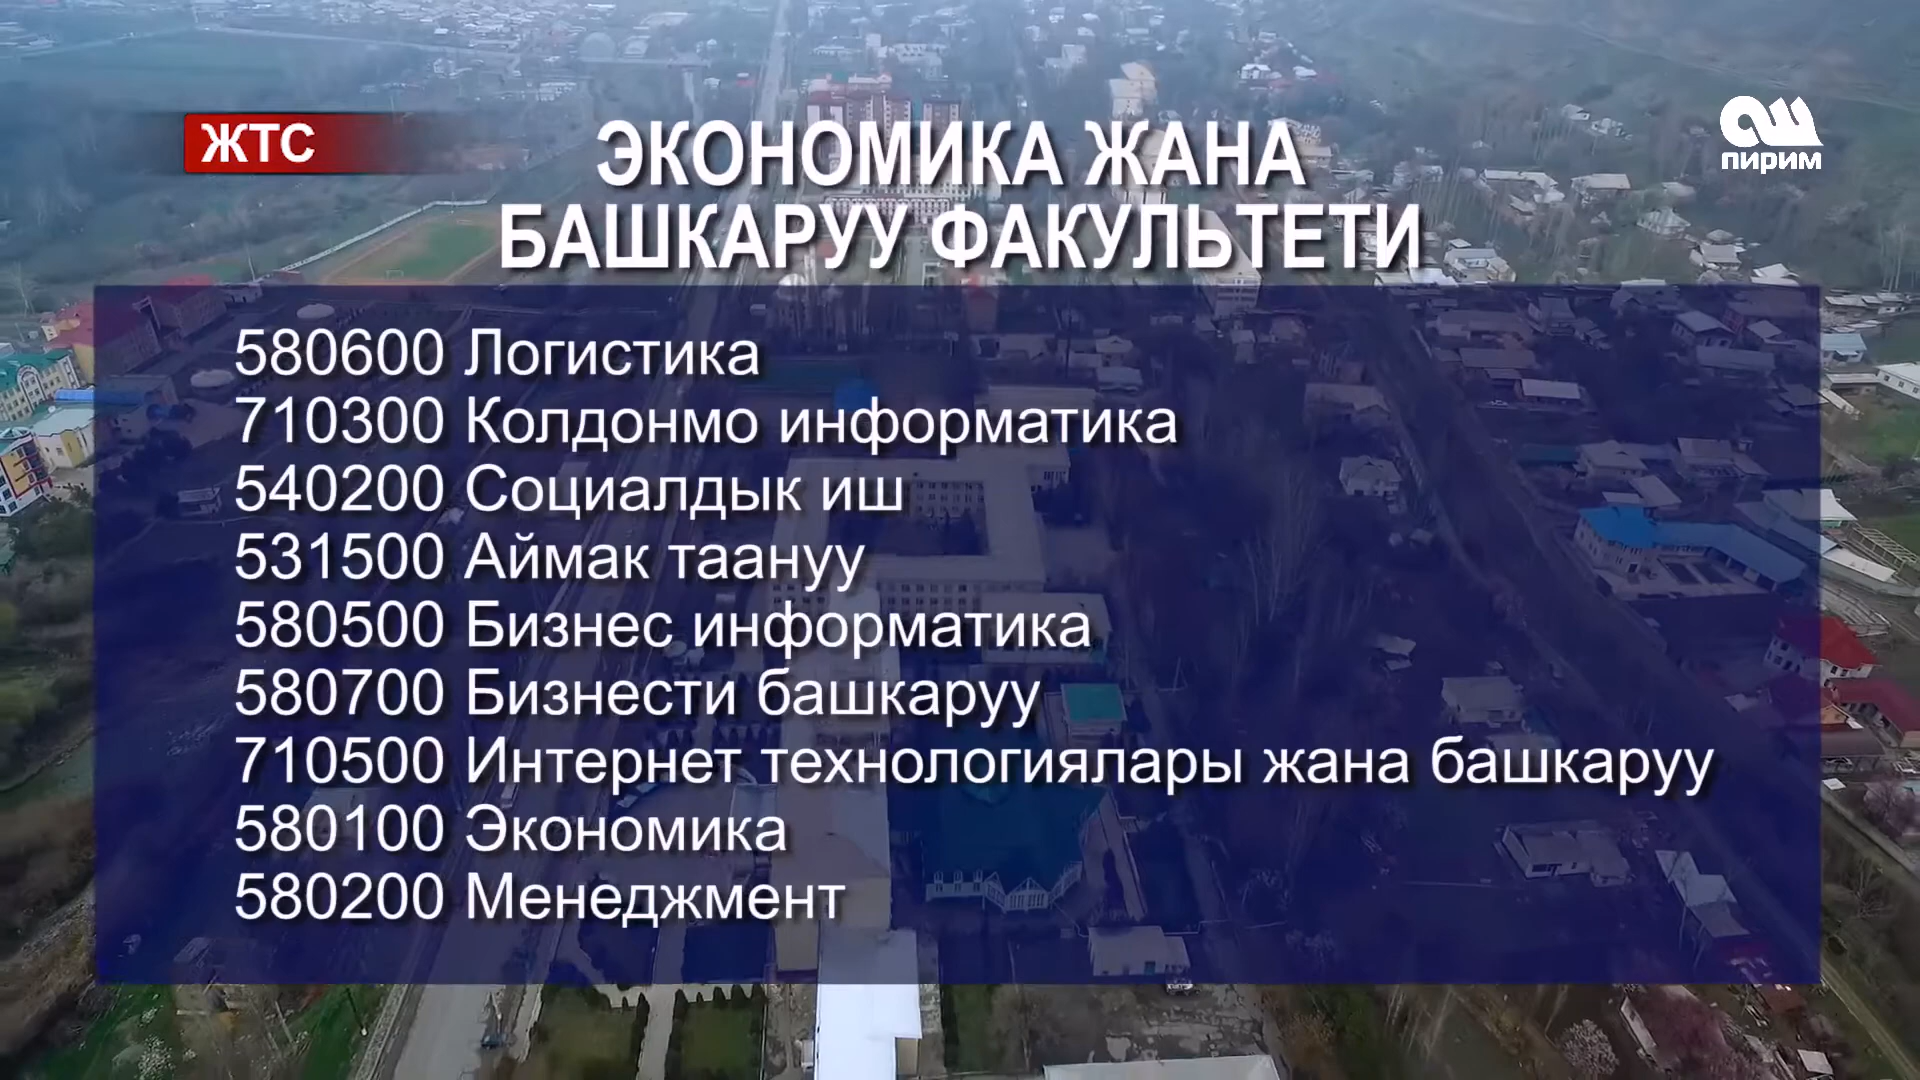 ЖТС
ЭКОНОМИКА ЖАНА
БАШКАРУУ ФАКУЛЬТЕТИ
ОШ
ПИРИМ
580600 Логистика
710300 Колдонмо информатика
540200 Социалдык иш
531500 Аймак таануу
580500 Бизнес информатика
580700 Бизнести башкаруу
710500 Интернет технологиялары жана башкаруу
580100 Экономика
580200 Менеджмент